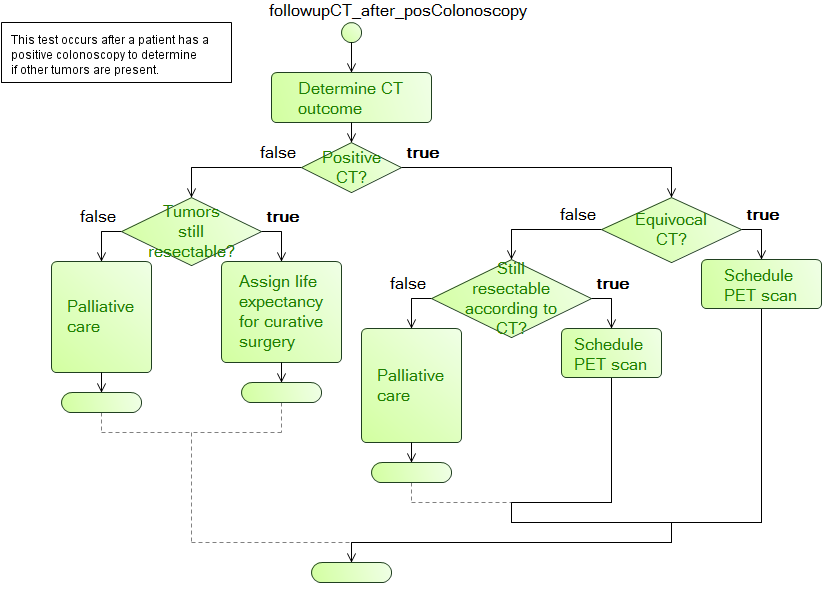 followupCT_after_posColonoscopy
This test occurs after a patient has a
positive colonoscopy to determine
if other tumors are present.
Determine CT
outcome
false
Positive
CT?
true
false
Tumors
still
resectable?
true
false
Equivocal
CT?
true
Palliative
care
Assign life
expectancy
for curative
surgery
false
Still
resectable
according to
CT?
true
Schedule
PET scan
Palliative
care
Schedule
PET scan